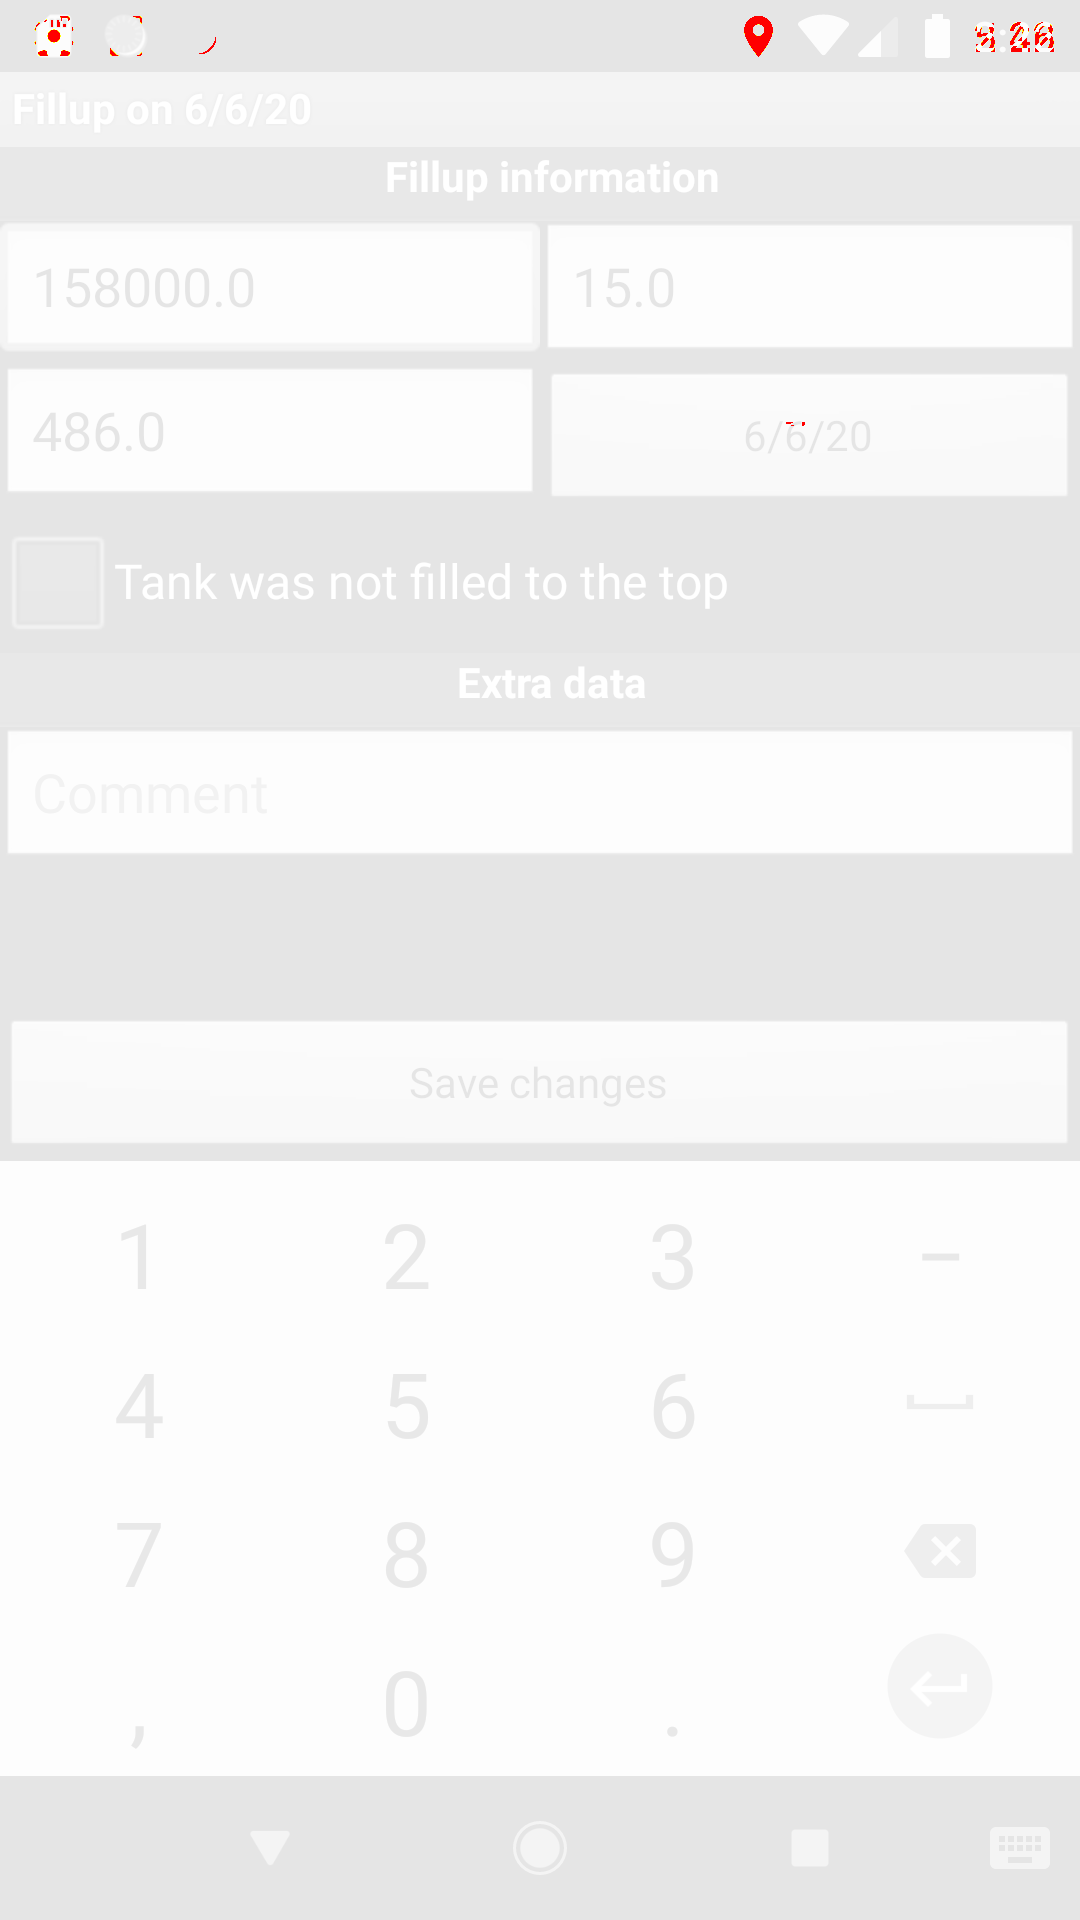 Fillup on 6/6/20
Fillup information
158000.0
15.0
486.0
6/6/20
Tank was not filled to the top
Extra data
Comment
Save changes
1 2 3 –
4 5 6
7 8 9
, 0 .